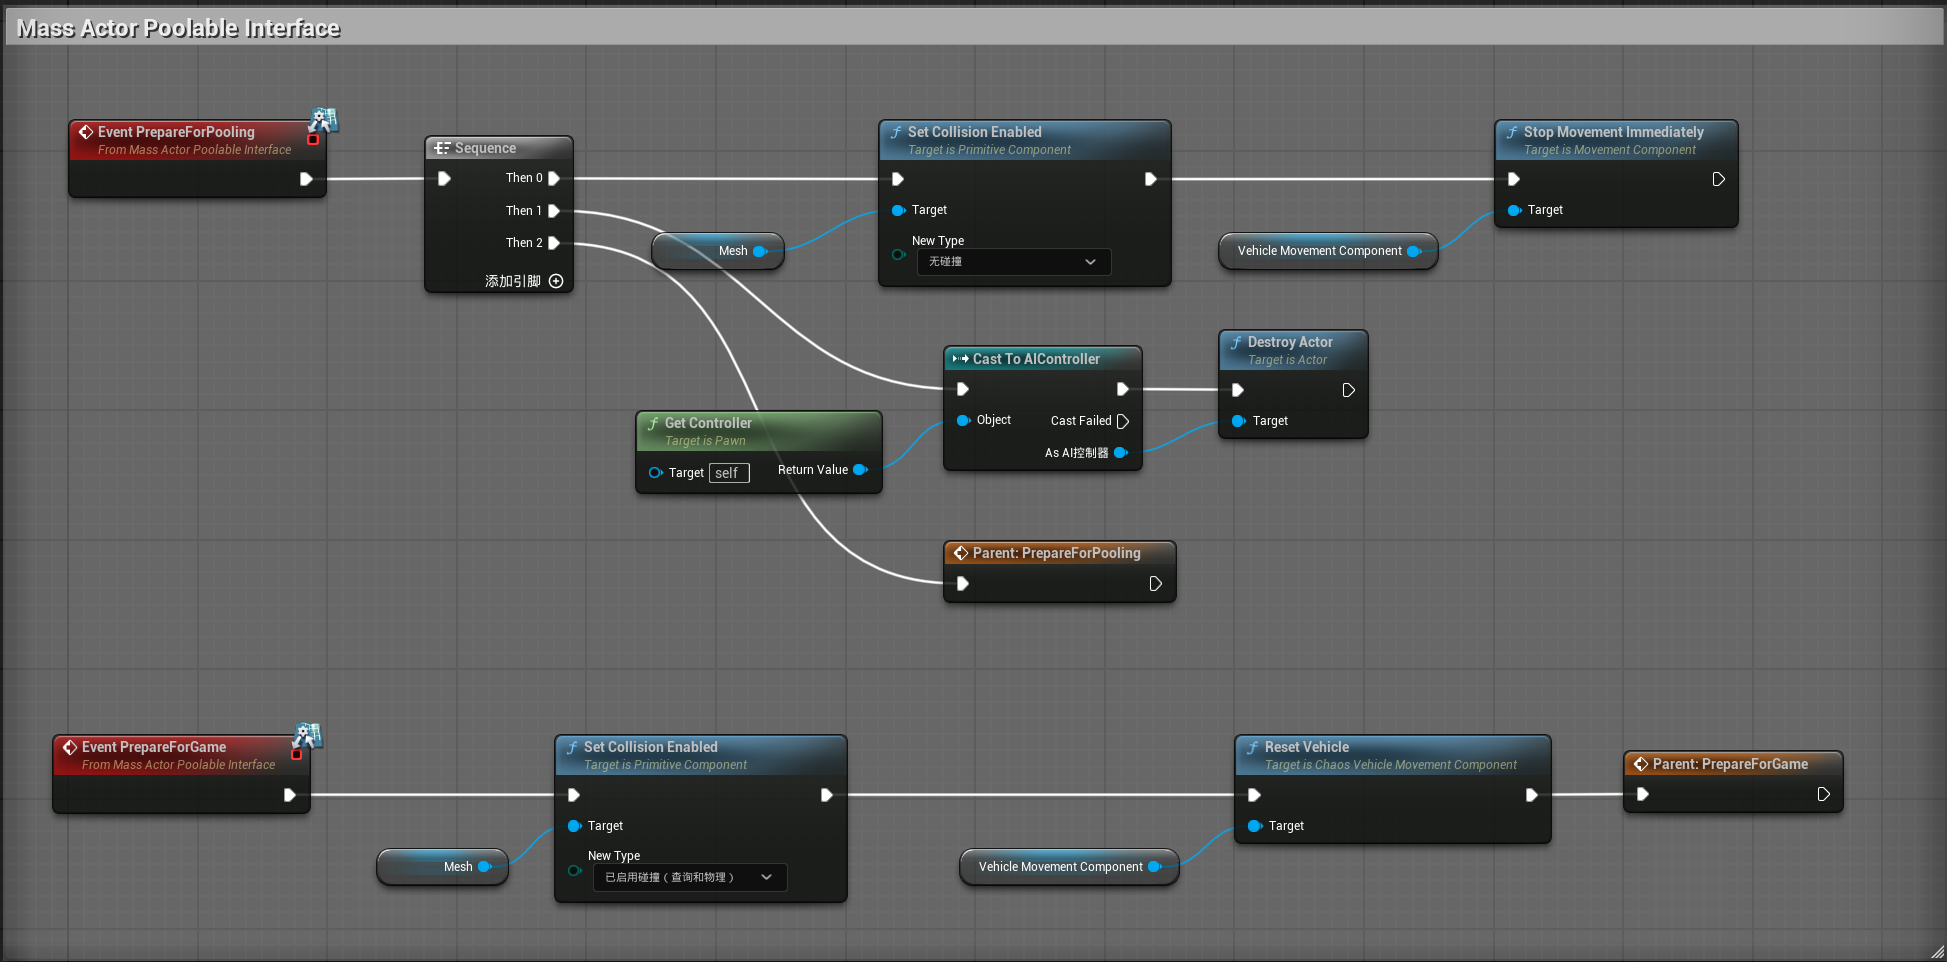 Mass Actor Poolable Interface
Event PrepareForPooling
From Mass Actor Poolable Interface
Sequence
Then 0
Then 1
Then 2
添加引脚
Mesh
Set Collision Enabled
Target is Primitive Component
Target
New Type
无碰撞
Vehicle Movement Component
Stop Movement Immediately
Target is Movement Component
Target
Get Controller
Target is Pawn
Target
self
Return Value
Cast To AIController
Object
Cast Failed
As AI控制器
Destroy Actor
Target is Actor
Target
Parent: PrepareForPooling
Event PrepareForGame
From Mass Actor Poolable Interface
Mesh
Set Collision Enabled
Target is Primitive Component
Target
New Type
已启用碰撞（查询和物理）
Vehicle Movement Component
Reset Vehicle
Target is Chaos Vehicle Movement Component
Target
Parent: PrepareForGame